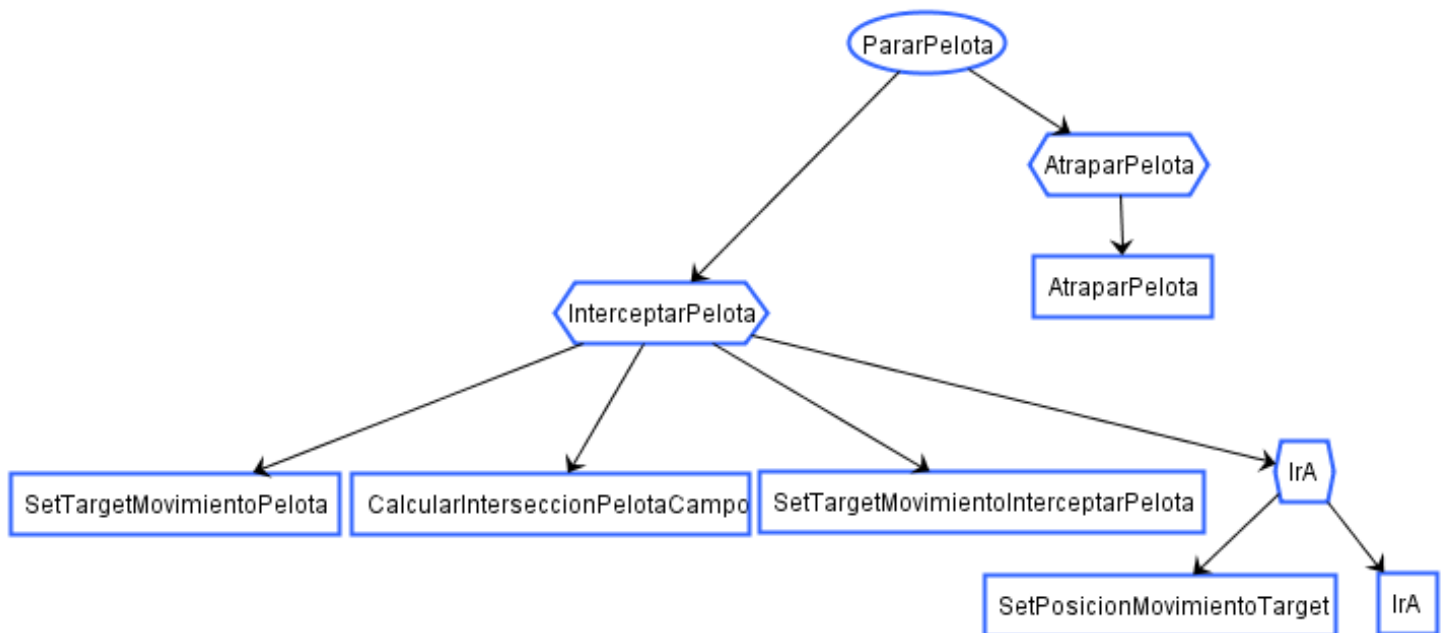 PararPelota
AtraparPelota
AtraparPelota
InterceptarPelota
SetTargetMovimientoPelota
CalcularInterseccionPelotaCampo
SetTargetMovimientoInterceptarPelota
IrA
SetPosicionMovimientoTarget
IrA